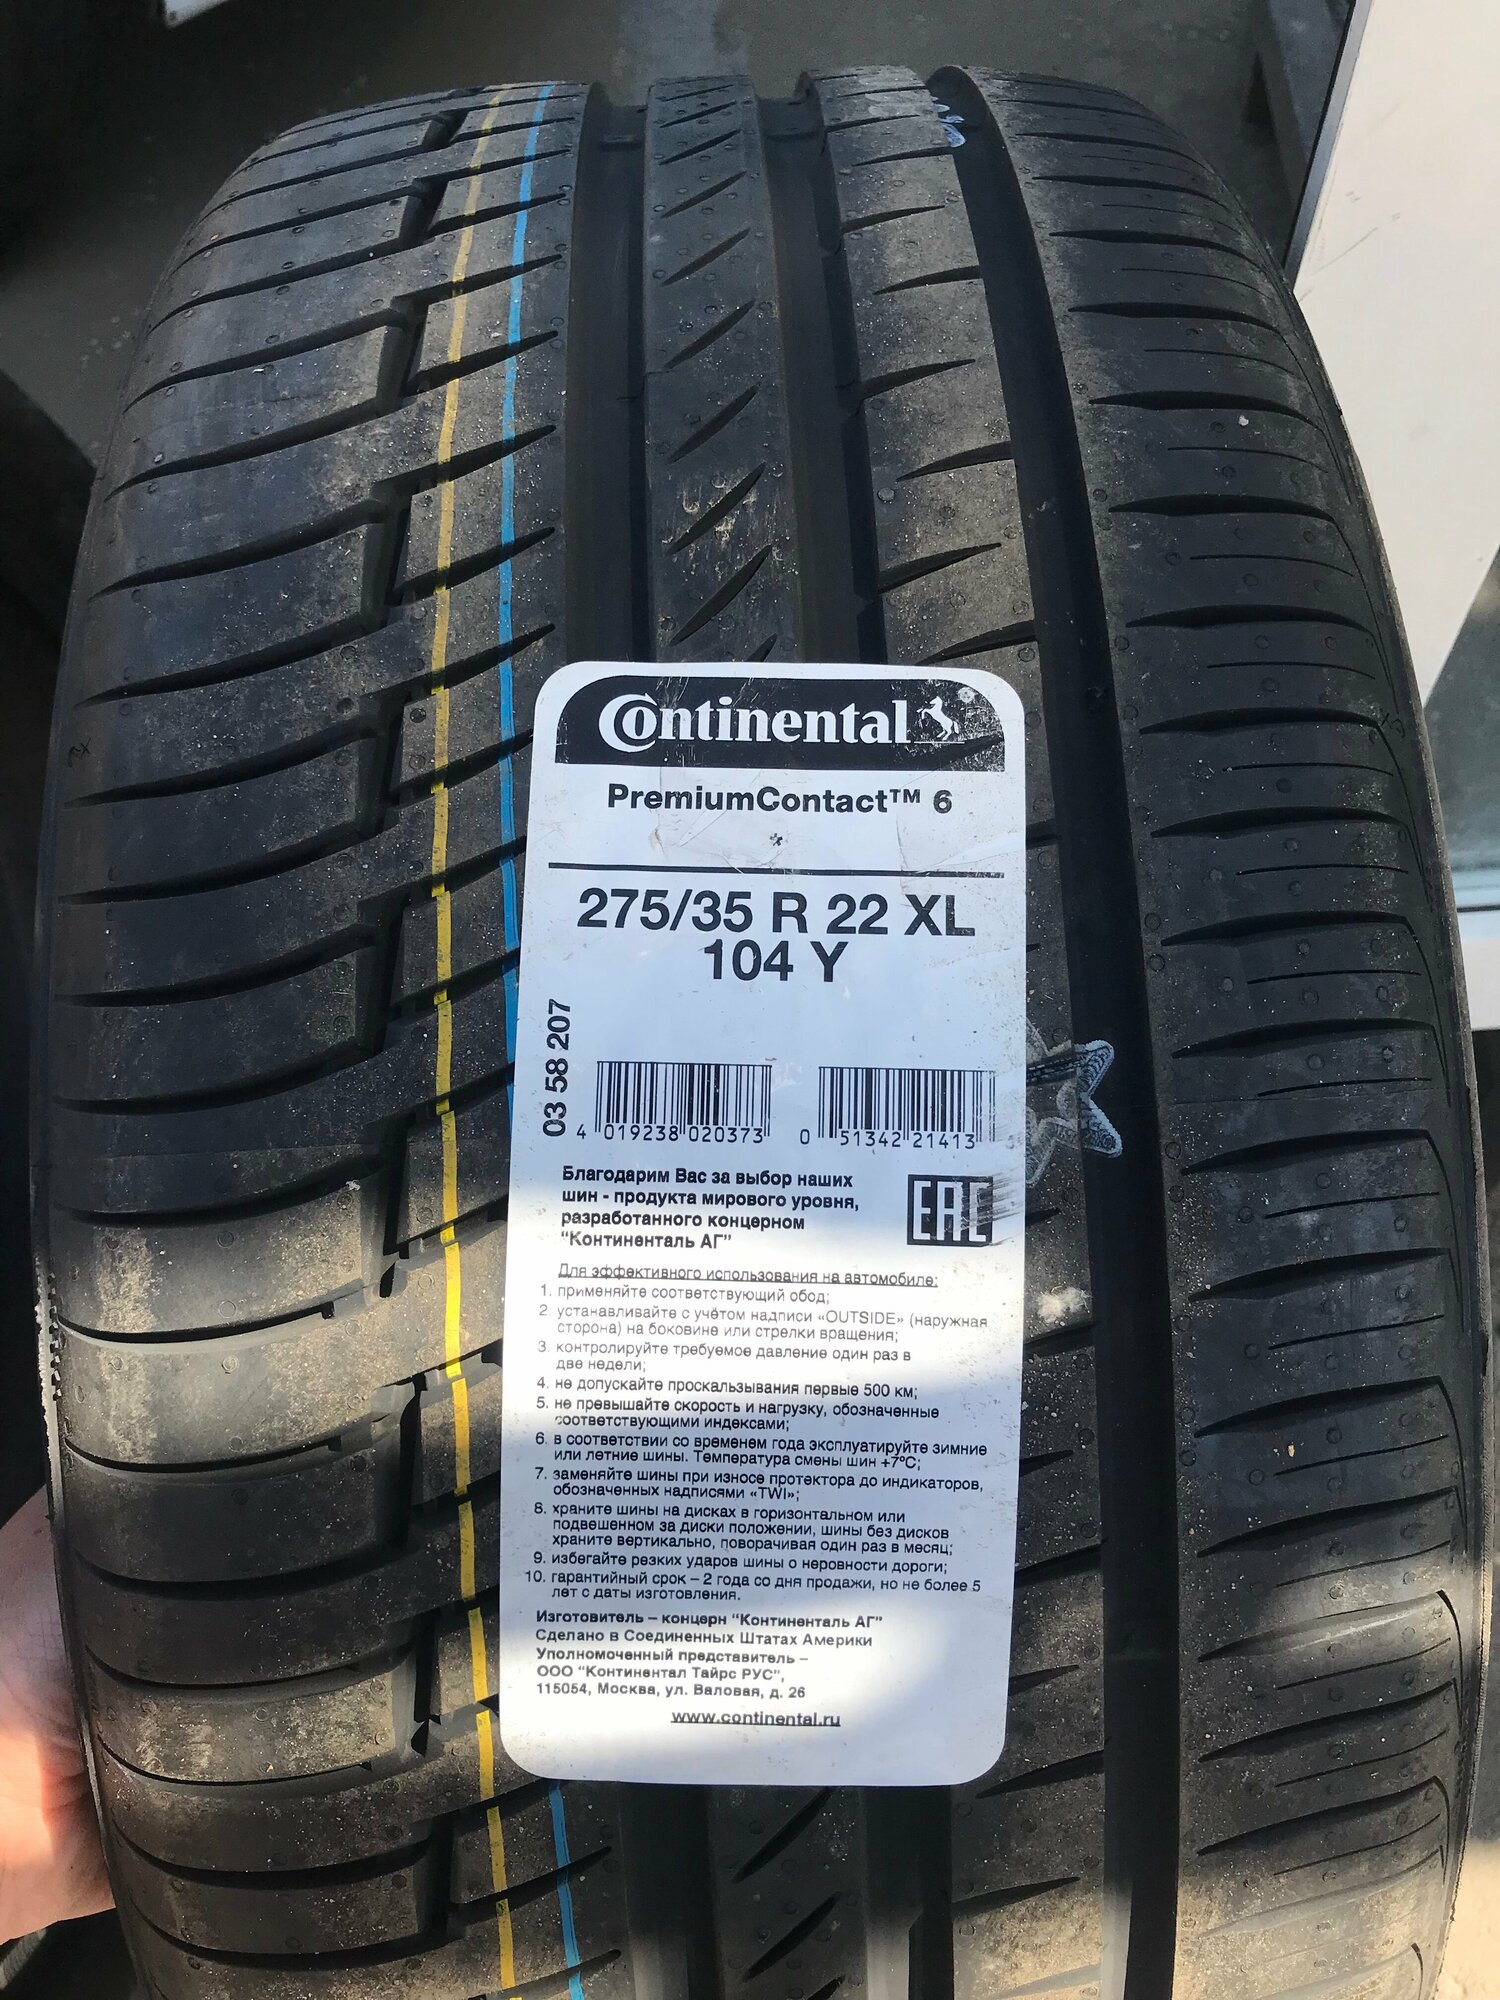 Continental
PremiumContact™ 6
*
275/35 R 22 XL
104 Y
03 58 207
4 019238 020373
0 51342 21413
Благодарим Вас за выбор наших
шин - продукта мирового уровня,
разработанного концерном
"Континенталь АГ"
EAC
Для эффективного использования на автомобиле:
1. применяйте соответствующий обод;
2. устанавливайте с учётом надписи «OUTSIDE» (наружная
сторона) на боковине или стрелки вращения;
3. контролируйте требуемое давление один раз в
две недели;
4. не допускайте проскальзывания первые 500 км;
5. не превышайте скорость и нагрузку, обозначенные
соответствующими индексами;
6. в соответствии со временем года эксплуатируйте зимние
или летние шины. Температура смены шин +7°С;
7. заменяйте шины при износе протектора до индикаторов,
обозначенных надписями «TWI»;
8. храните шины на дисках в горизонтальном или
подвешенном за диски положении, шины без дисков
храните вертикально, поворачивая один раз в месяц;
9. избегайте резких ударов шины о неровности дороги;
10. гарантийный срок – 2 года со дня продажи, но не более 5
лет с даты изготовления.
Изготовитель – концерн "Континенталь АГ"
Сделано в Соединенных Штатах Америки
Уполномоченный представитель –
ООО "Континентал Тайрс РУС",
115054, Москва, ул. Валовая, д. 26
www.continental.ru